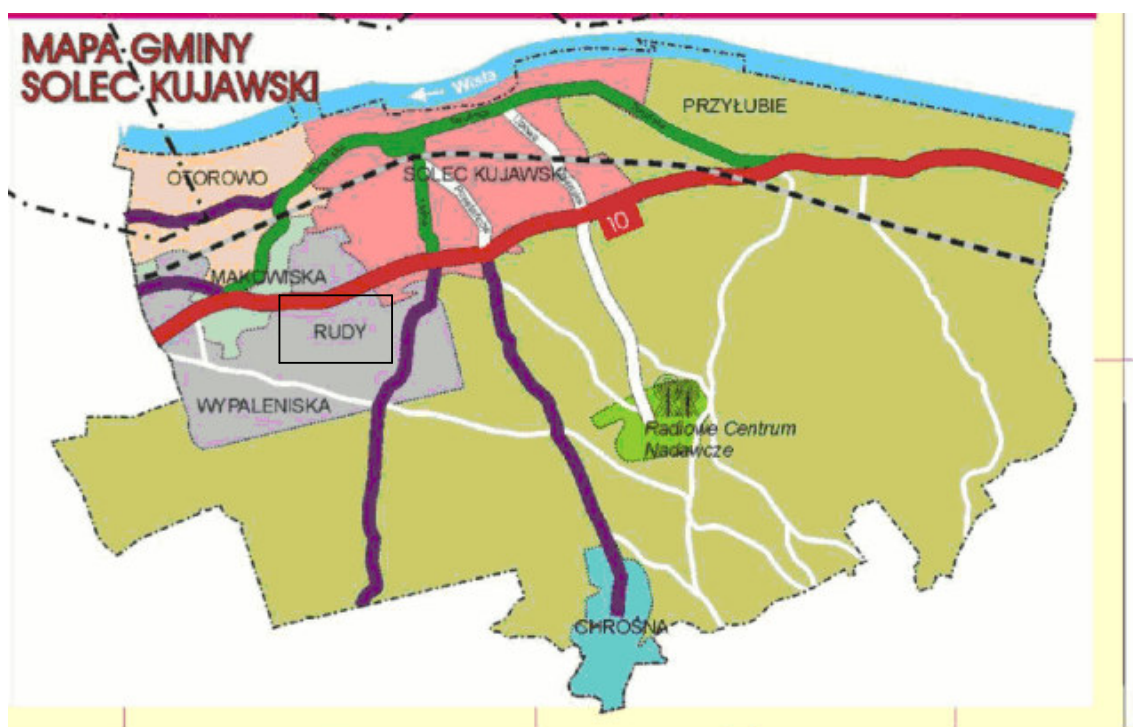 MAPA GMINY
SOLEC KUJAWSKI
Wisła
PRZYŁUBIE
OTOROWO
SOLEC KUJAWSKI
10
MAKOWISKA
RUDY
WYPALENISKA
Radiowe Centrum
Nadawcze
CHROŚNA